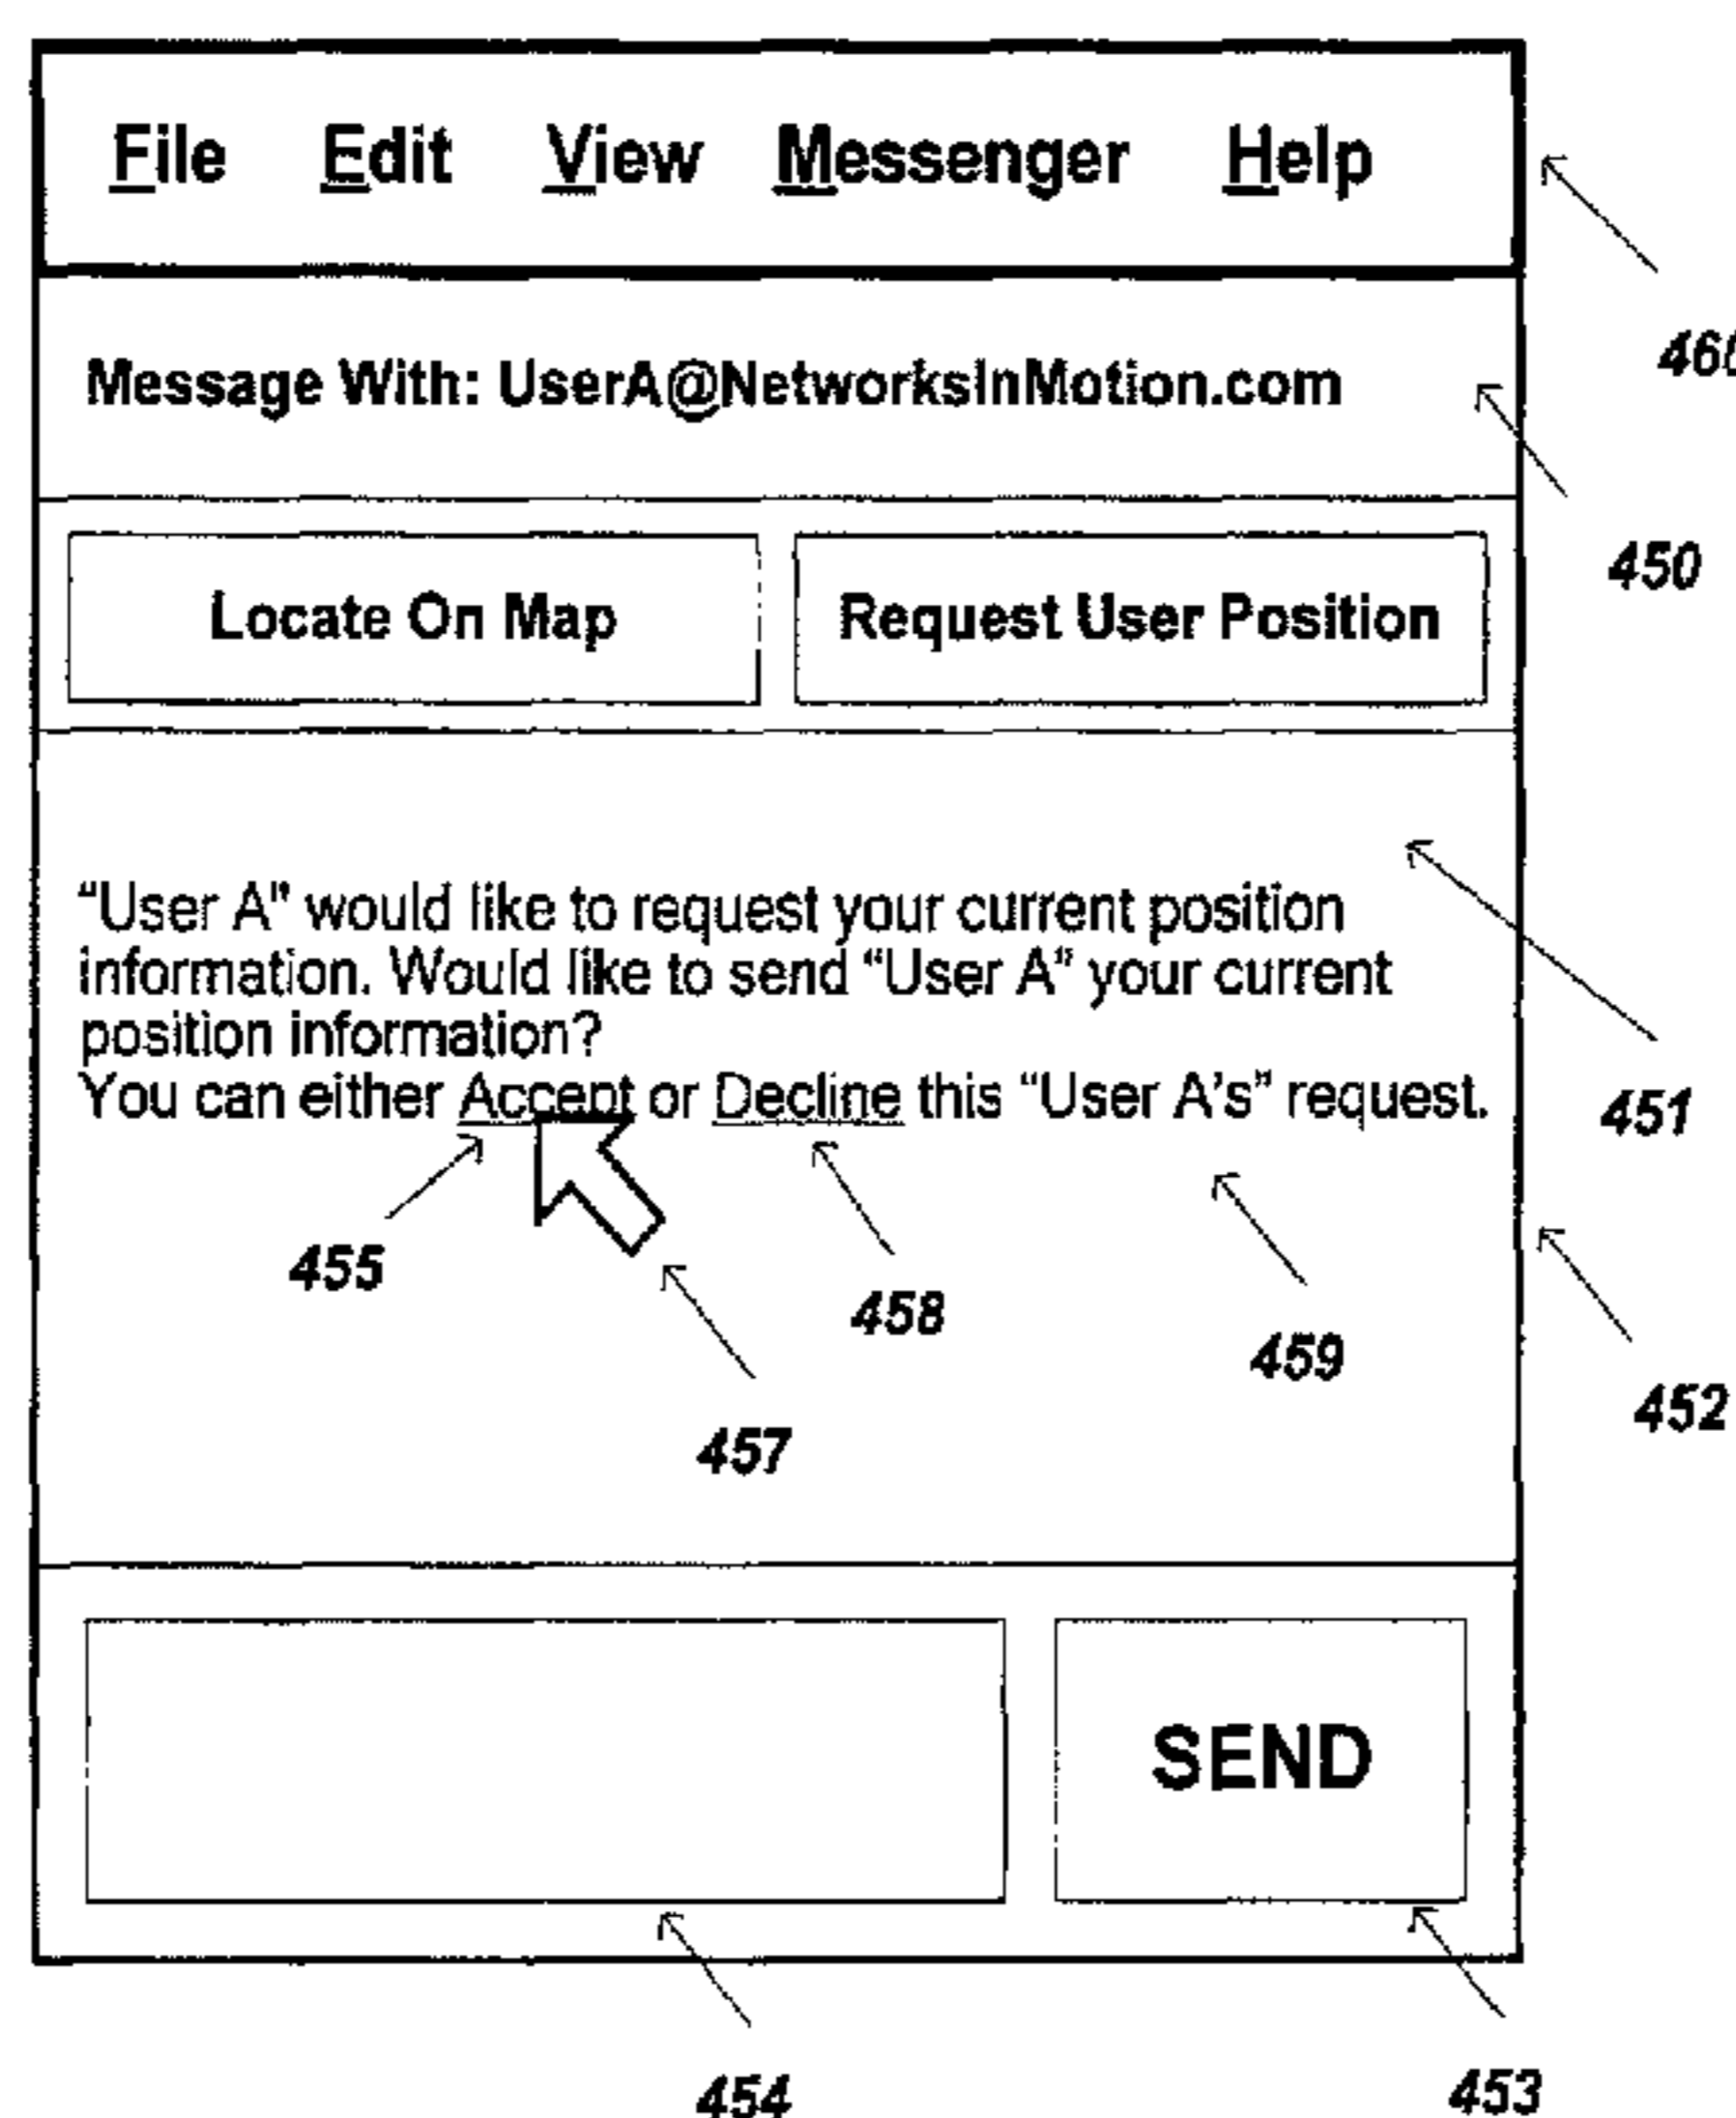 File Edit View Messenger Help
460
Message With: UserA@NetworksInMotion.com
450
Locate On Map Request User Position
"User A" would like to request your current position
information. Would like to send "User A" your current
position information?
You can either Accept or Decline this "User A's" request.
451
455
458
459
452
457
SEND
454
453